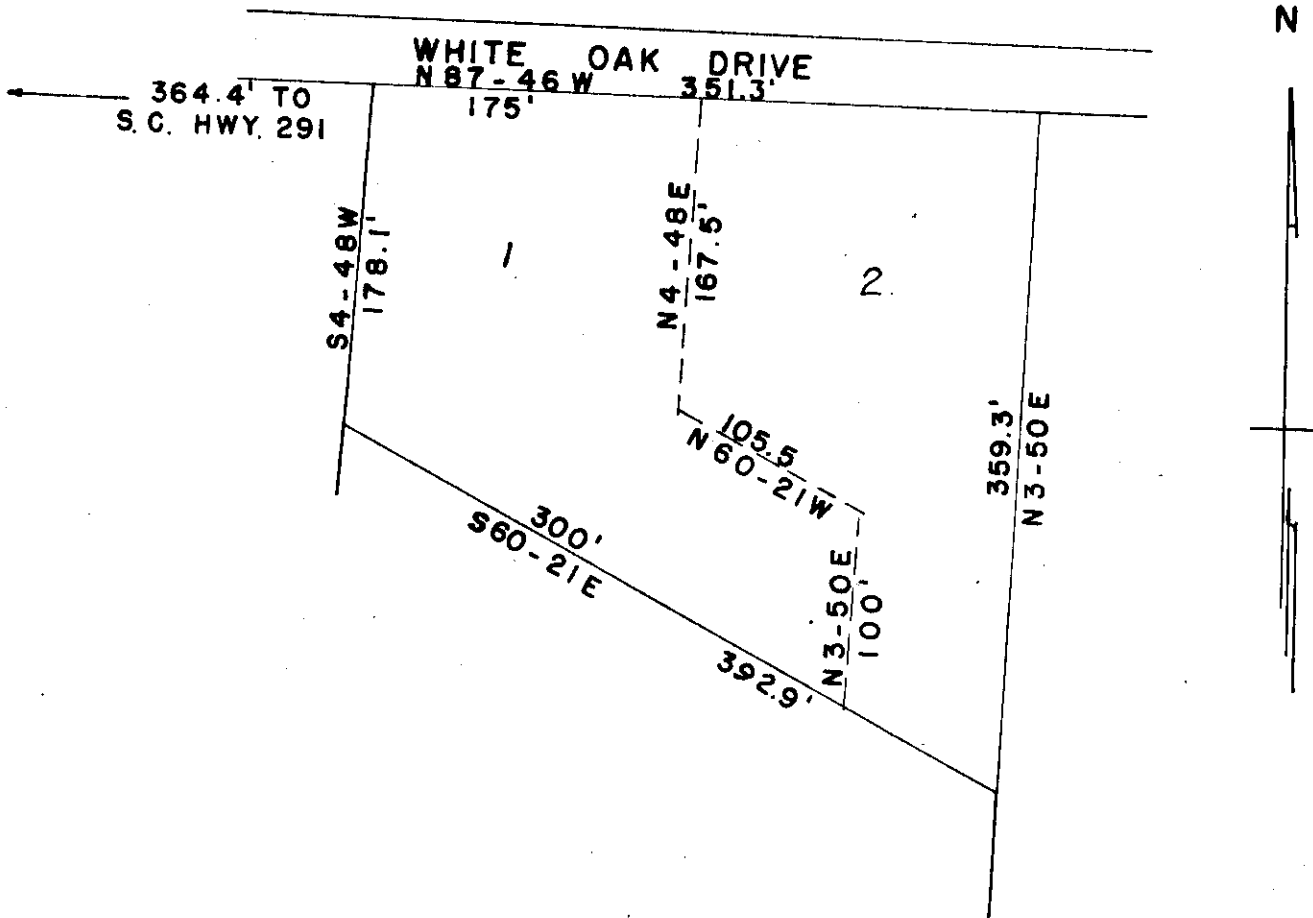 N
WHITE OAK DRIVE
N 87-46 W 351.3'
175'
364.4' TO
S.C. HWY. 291
S4-48W
178.1'
1
N4-48E
167.5'
2.
105.5
N60-21W
359.3'
N3-50E
300'
S60-21E
N3-50E
100'
392.9'